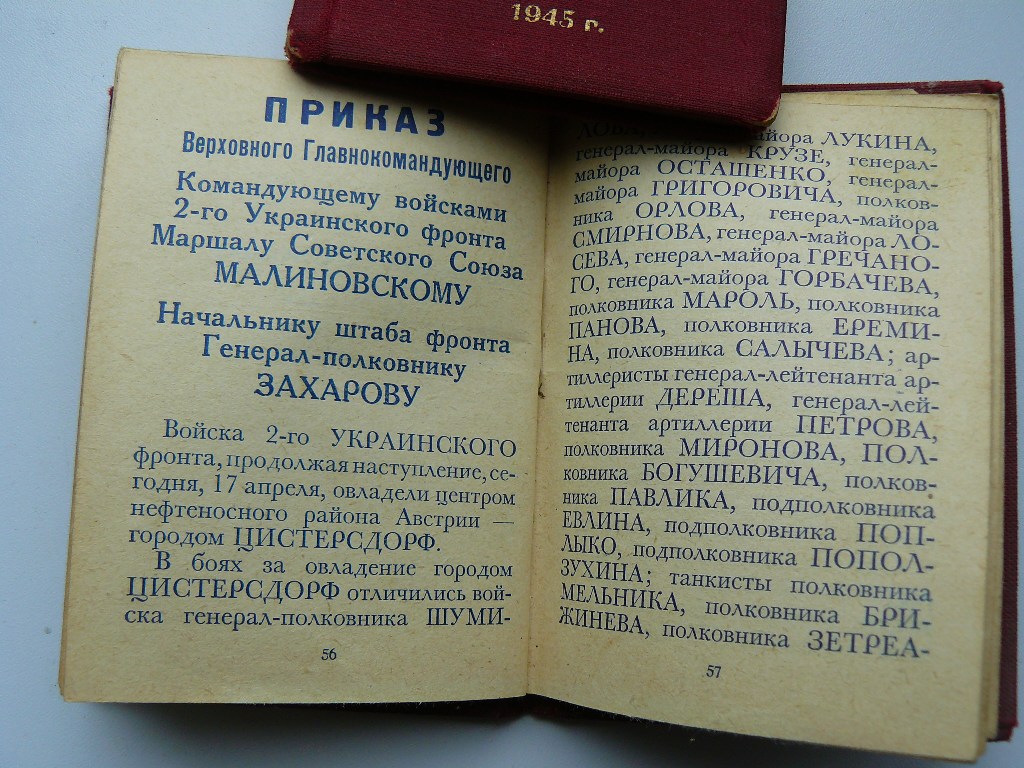 1945 г.
ПРИКАЗ
Верховного Главнокомандующего
Командующему войсками
2-го Украинского фронта
Маршалу Советского Союза
МАЛИНОВСКОМУ
Начальнику штаба фронта
Генерал-полковнику
ЗАХАРОВУ
Войска 2-го УКРАИНСКОГО
фронта, продолжая наступление, се-
годня, 17 апреля, овладели центром
нефтеносного района Австрии —
городом ЦИСТЕРСДОРФ.
В боях за овладение городом
ЦИСТЕРСДОРФ отличились вой-
ска генерал-полковника ШУМИ-
56
ЛОВА, майора ЛУКИНА,
генерал-майора КРУЗЕ, генерал-
майора ОСТАШЕНКО, генерал-
майора ГРИГОРОВИЧА, полков-
ника ОРЛОВА, генерал-майора
СМИРНОВА, генерал-майора ЛО-
СЕВА, генерал-майора ГРЕЧАНО-
ГО, генерал-майора ГОРБАЧЕВА,
полковника МАРОЛЬ, полковника
ПАНОВА, полковника ЕРЕМИ-
НА, полковника САЛЫЧЕВА; ар-
тиллеристы генерал-лейтенанта ар-
тиллерии ДЕРЕША, генерал-лей-
тенанта артиллерии ПЕТРОВА,
полковника МИРОНОВА, ПОЛ-
ковника БОГУШЕВИЧА, полков-
ника ПАВЛИКА, подполковника
ЕВЛИНА, подполковника ПОП-
ЛЫКО, подполковника ПОПОЛ-
ЗУХИНА; танкисты полковника
МЕЛЬНИКА, полковника БРИ-
ЖИНЕВА, полковника ЗЕТРЕА-
57